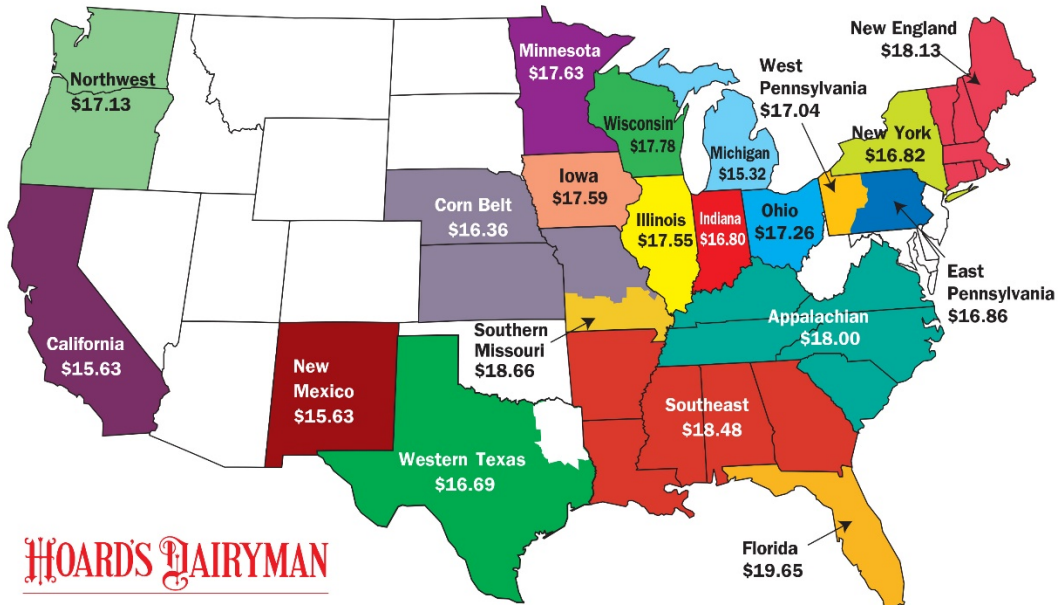 Northwest
$17.13
Minnesota
$17.63
Wisconsin
$17.78
Michigan
$15.32
West
Pennsylvania
$17.04
New England
$18.13
New York
$16.82
Corn Belt
$16.36
Iowa
$17.59
Illinois
$17.55
Indiana
$16.80
Ohio
$17.26
East
Pennsylvania
$16.86
California
$15.63
New
Mexico
$15.63
Southern
Missouri
$18.66
Appalachian
$18.00
Southeast
$18.48
Western Texas
$16.69
Florida
$19.65
HOARD'S DAIRYMAN